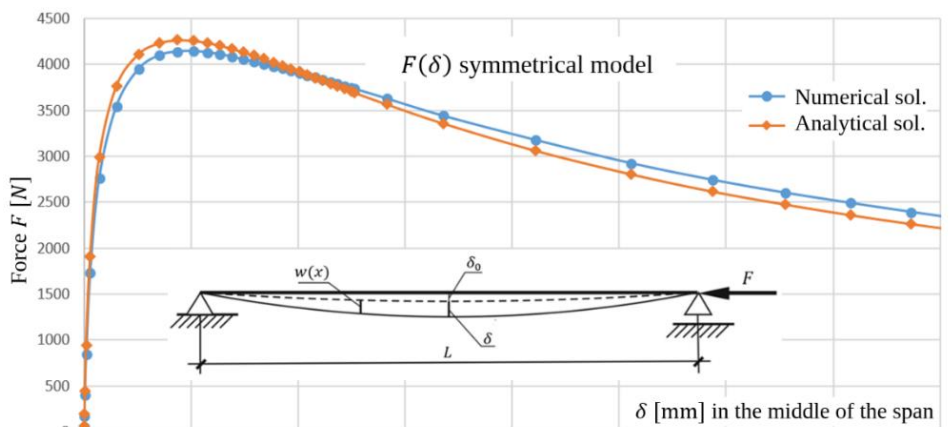 4500
4000
3500
3000
2500
2000
1500
1000
500
Force F [N]
F(δ) symmetrical model
Numerical sol.
Analytical sol.
w(x)
δ₀
F
δ
L
δ [mm] in the middle of the span